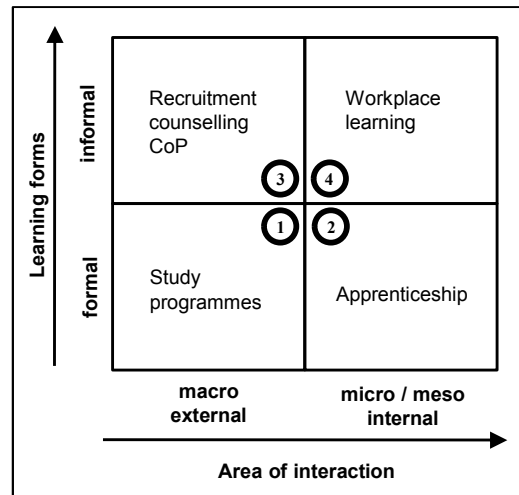 Learning forms
informal
formal
Recruitment
counselling
CoP
Workplace
learning
3
4
1
2
Study
programmes
Apprenticeship
macro
external
micro / meso
internal
Area of interaction